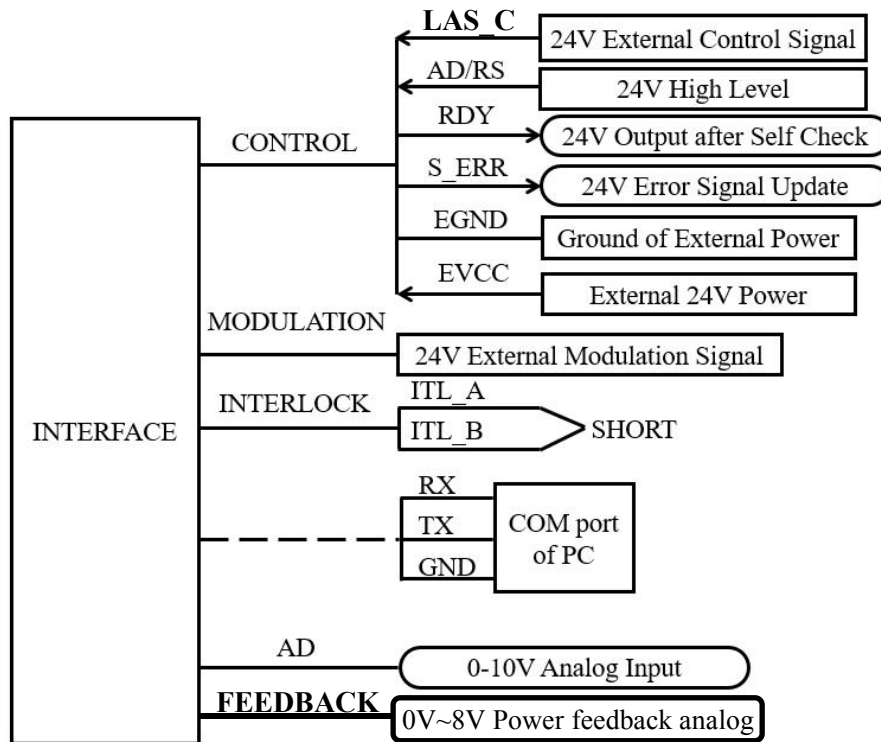 LAS_C
24V External Control Signal
AD/RS
24V High Level
RDY
24V Output after Self Check
CONTROL
S_ERR
24V Error Signal Update
EGND
Ground of External Power
EVCC
External 24V Power
MODULATION
24V External Modulation Signal
INTERLOCK
ITL_A
ITL_B
SHORT
INTERFACE
RX
TX
GND
COM port
of PC
AD
0-10V Analog Input
FEEDBACK
0V~8V Power feedback analog